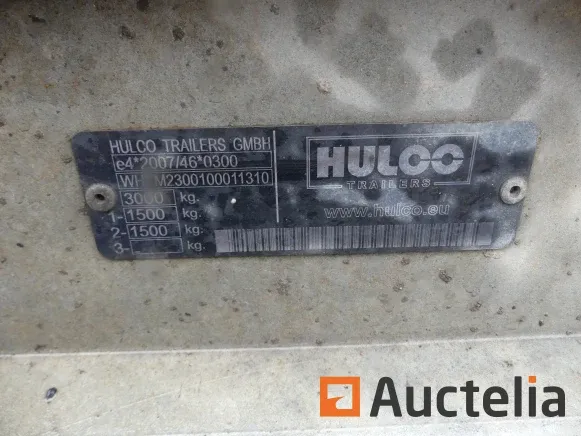 HULCO TRAILERS GMBH
e4*2007/46*0300
3000 kg.
1- 1500 kg.
2- 1500 kg.
3- kg.
HULCO
TRAILERS
www.hulco.eu
Auctelia